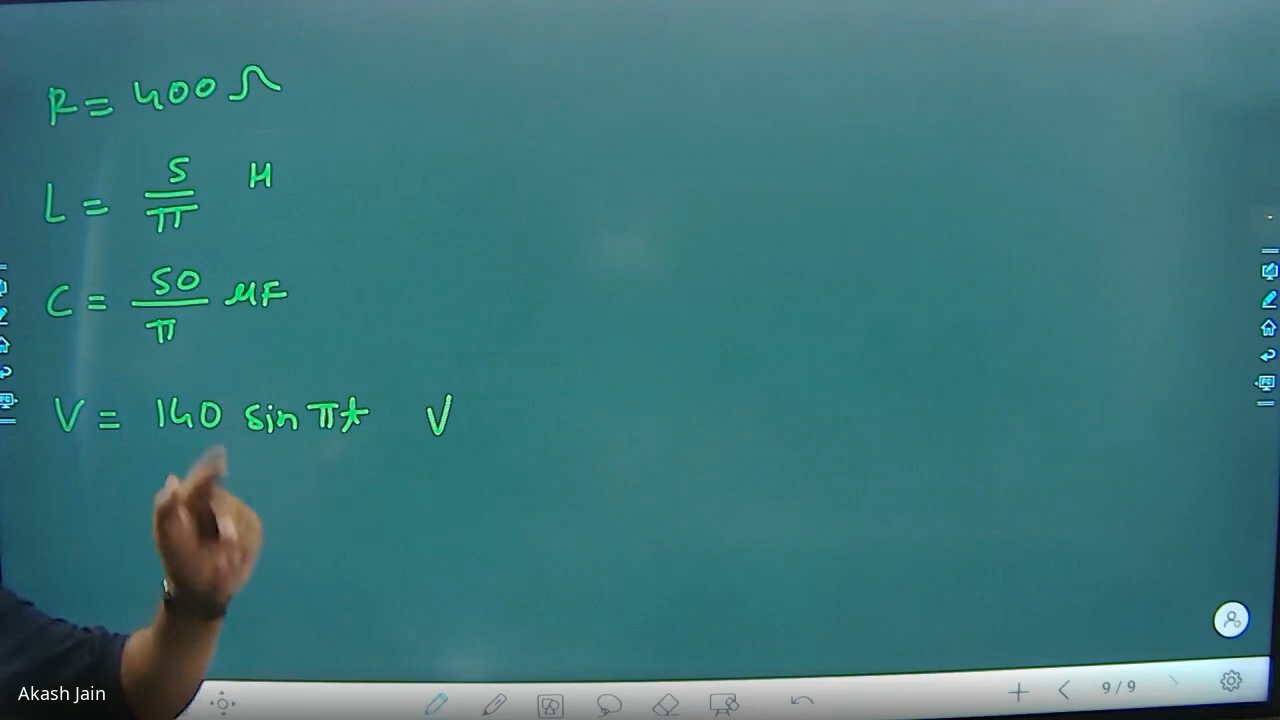 R = 400 Ω
L = 5/π H
C = 50/π μF
V = 140 sin πt V
9/9
Akash Jain